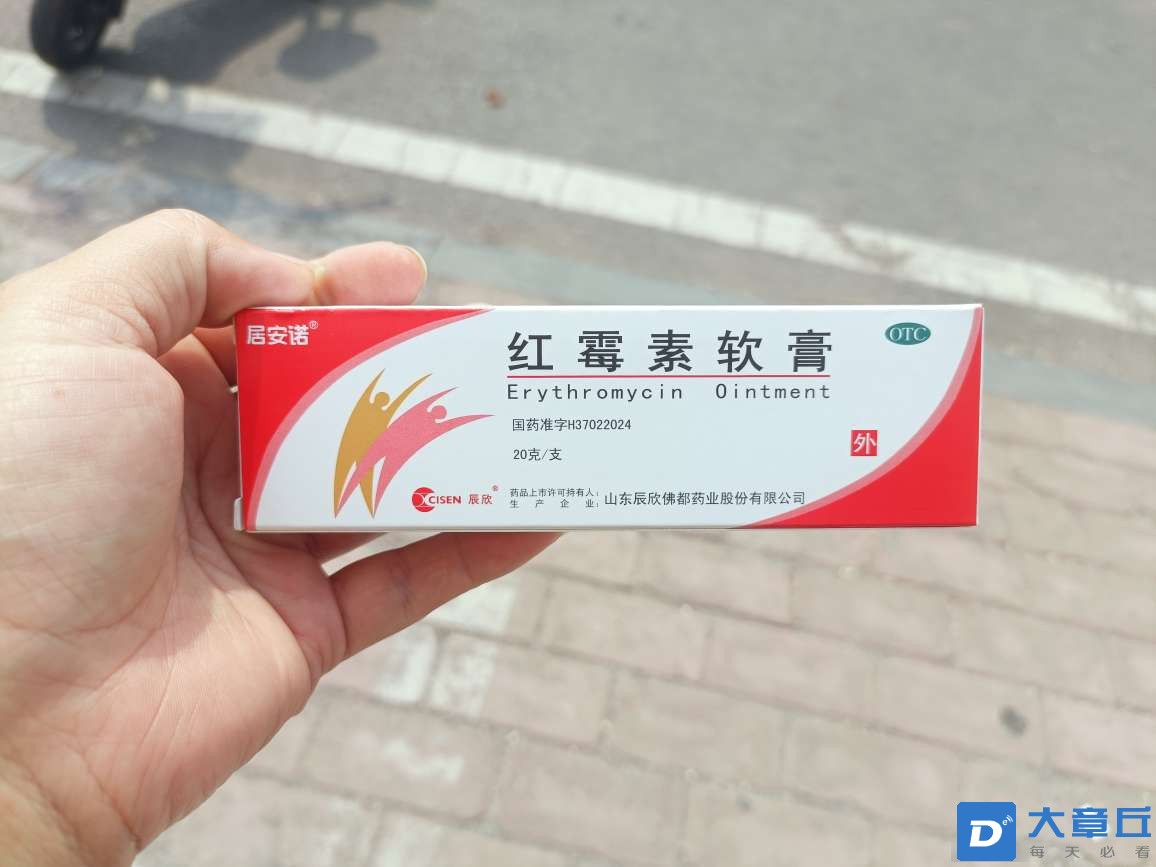 居安诺®
红霉素软膏
OTC
Erythromycin Ointment
国药准字H37022024
外
20克/支
CISEN 辰欣®
药品上市许可持有人：
生产企业：
山东辰欣佛都药业股份有限公司
D e
大章丘
每天必看